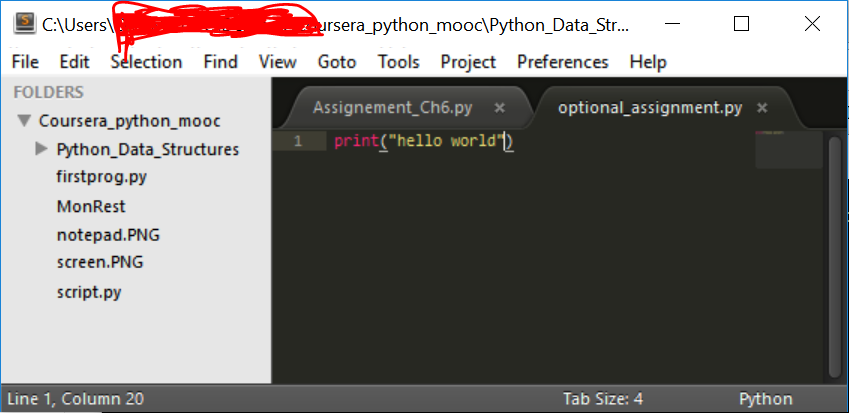 C:\Users\ oursera_python_mooc\Python_Data_Str...
File Edit Selection Find View Goto Tools Project Preferences Help
FOLDERS
Coursera_python_mooc
Python_Data_Structures
firstprog.py
MonRest
notepad.PNG
screen.PNG
script.py
Assignement_Ch6.py × optional_assignment.py ×
1 print("hello world")
Line 1, Column 20 Tab Size: 4 Python